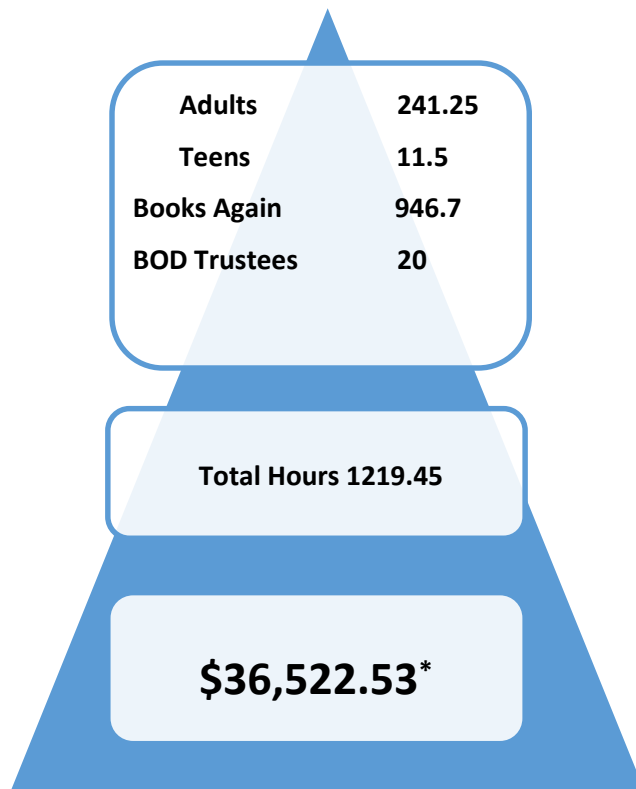 Adults 241.25
Teens 11.5
Books Again 946.7
BOD Trustees 20
Total Hours 1219.45
$36,522.53*